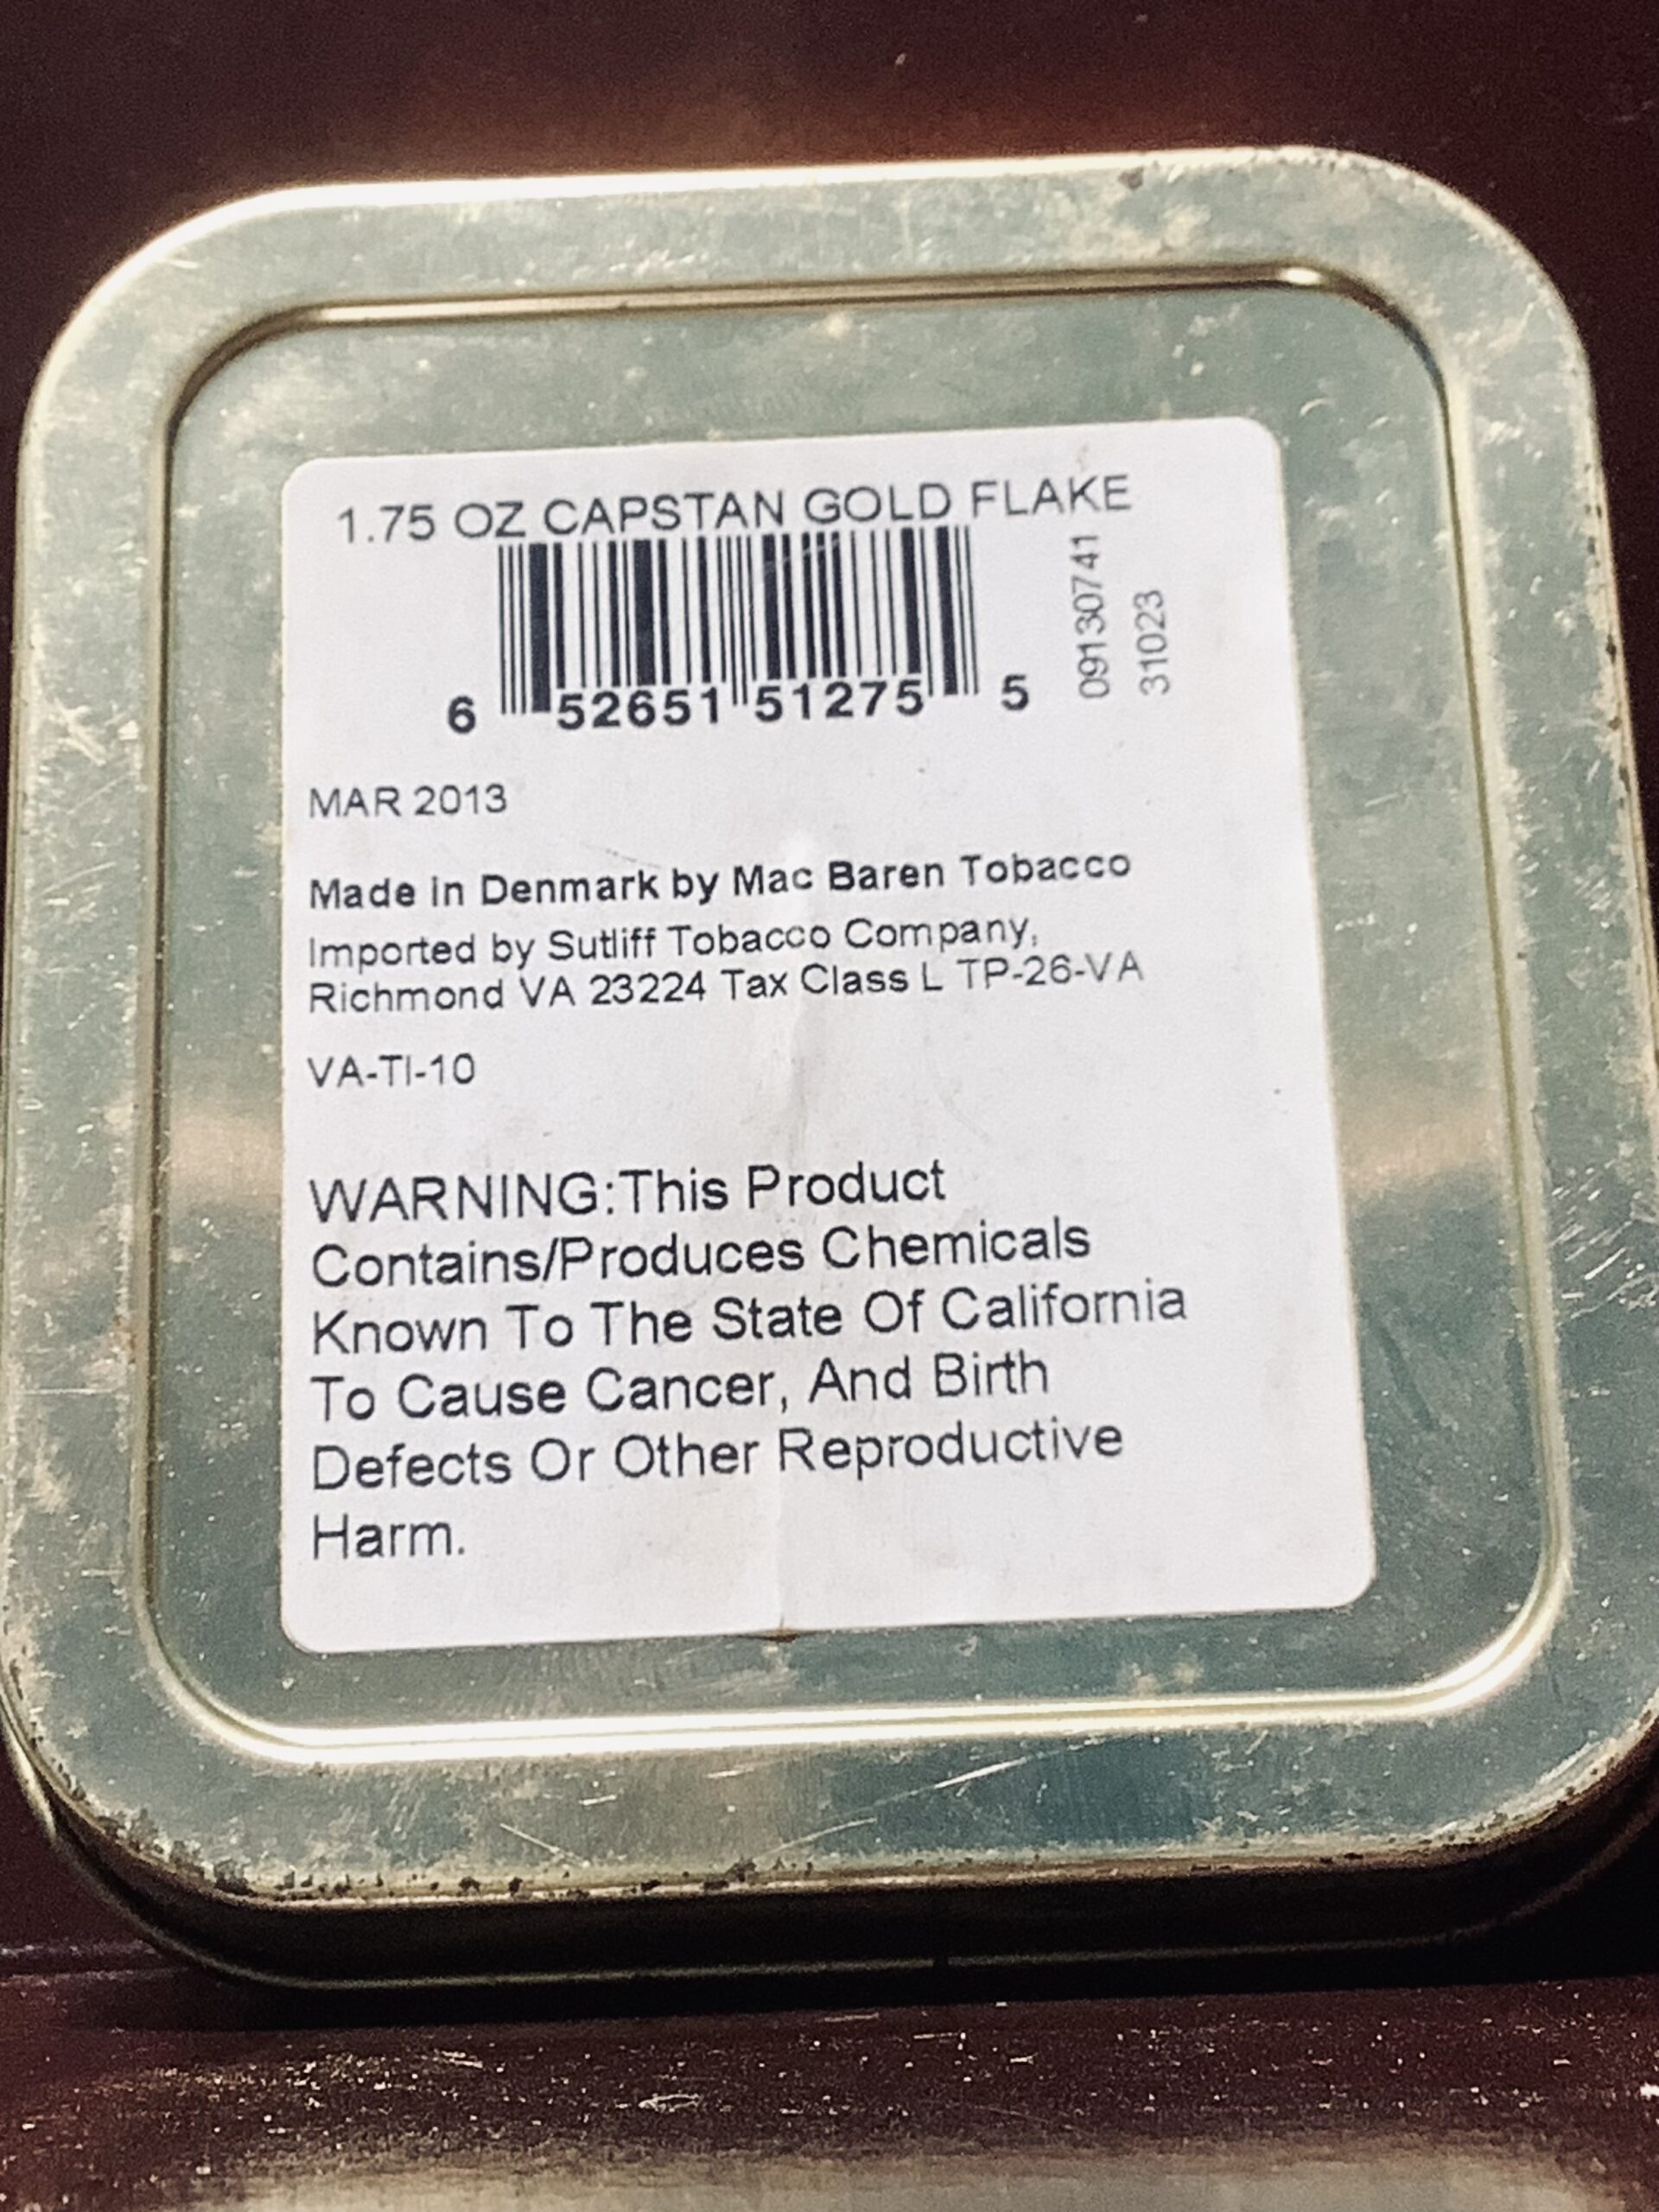 1.75 OZ CAPSTAN GOLD FLAKE
6 52651 51275 5
09130741
31023
MAR 2013
Made in Denmark by Mac Baren Tobacco
Imported by Sutliff Tobacco Company,
Richmond VA 23224 Tax Class L TP-26-VA
VA-TI-10
WARNING:This Product
Contains/Produces Chemicals
Known To The State Of California
To Cause Cancer, And Birth
Defects Or Other Reproductive
Harm.